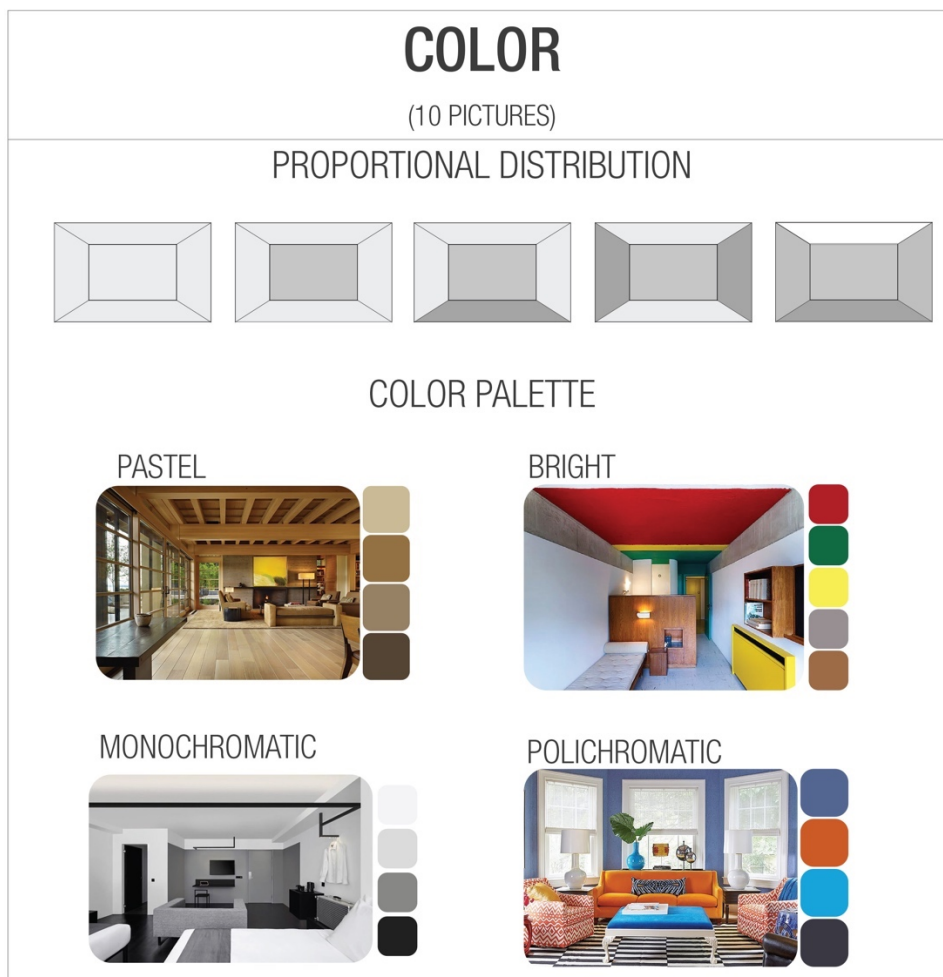 COLOR
(10 PICTURES)
PROPORTIONAL DISTRIBUTION
COLOR PALETTE
PASTEL
BRIGHT
MONOCHROMATIC
POLICHROMATIC